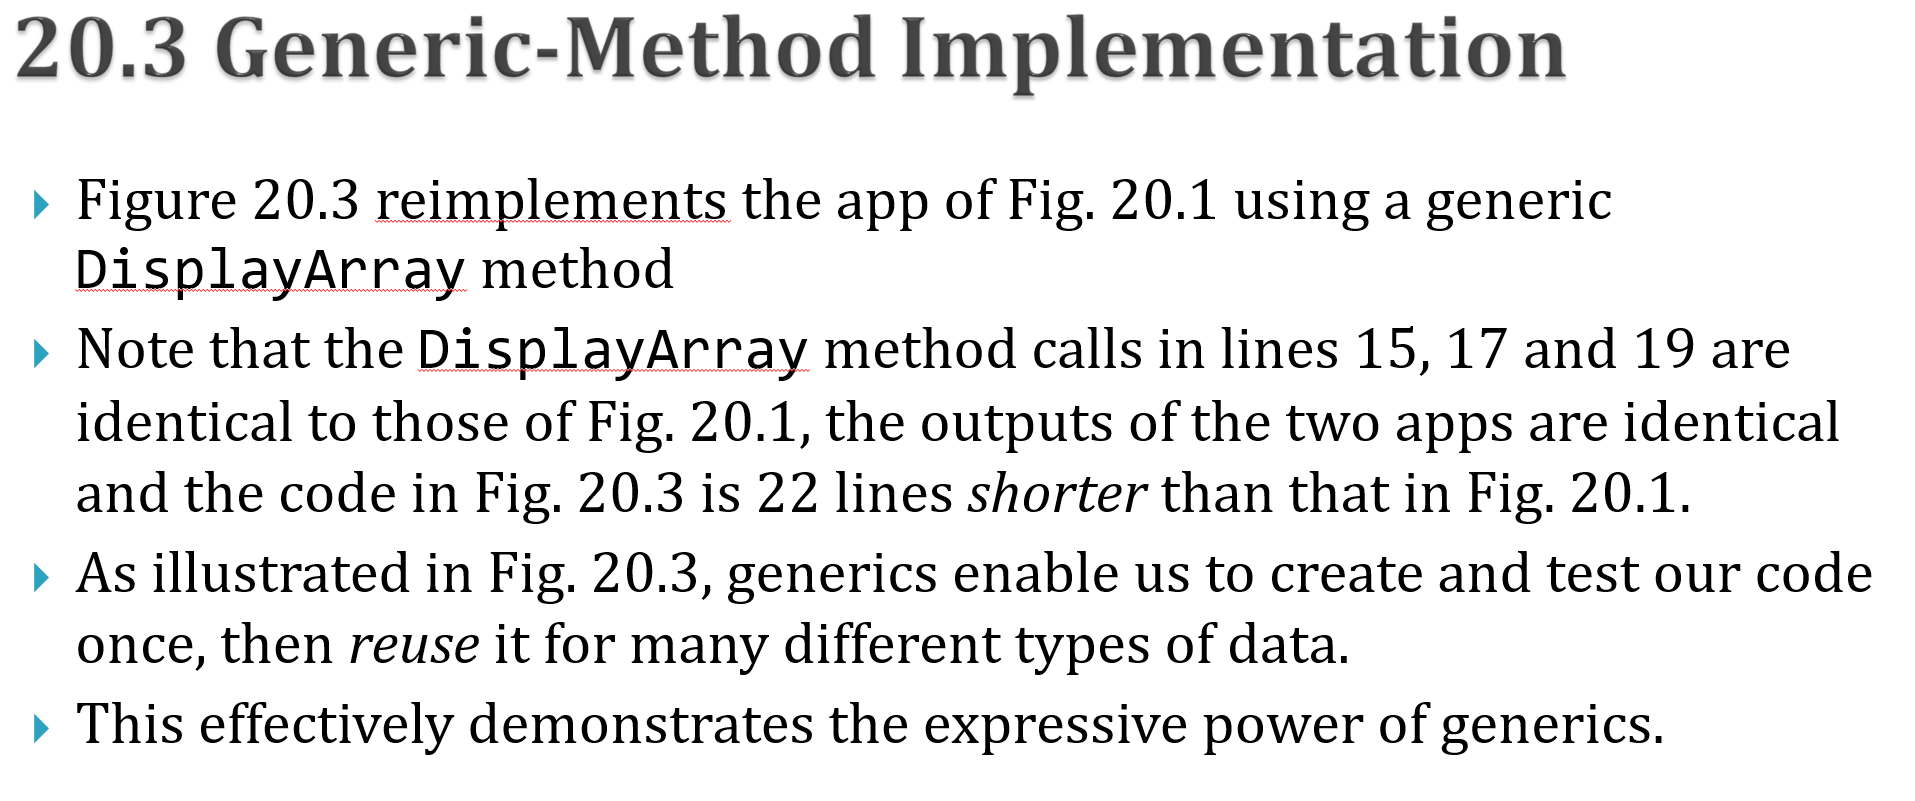 20.3 Generic-Method Implementation
Figure 20.3 reimplements the app of Fig. 20.1 using a generic
DisplayArray method
Note that the DisplayArray method calls in lines 15, 17 and 19 are
identical to those of Fig. 20.1, the outputs of the two apps are identical
and the code in Fig. 20.3 is 22 lines shorter than that in Fig. 20.1.
As illustrated in Fig. 20.3, generics enable us to create and test our code
once, then reuse it for many different types of data.
This effectively demonstrates the expressive power of generics.